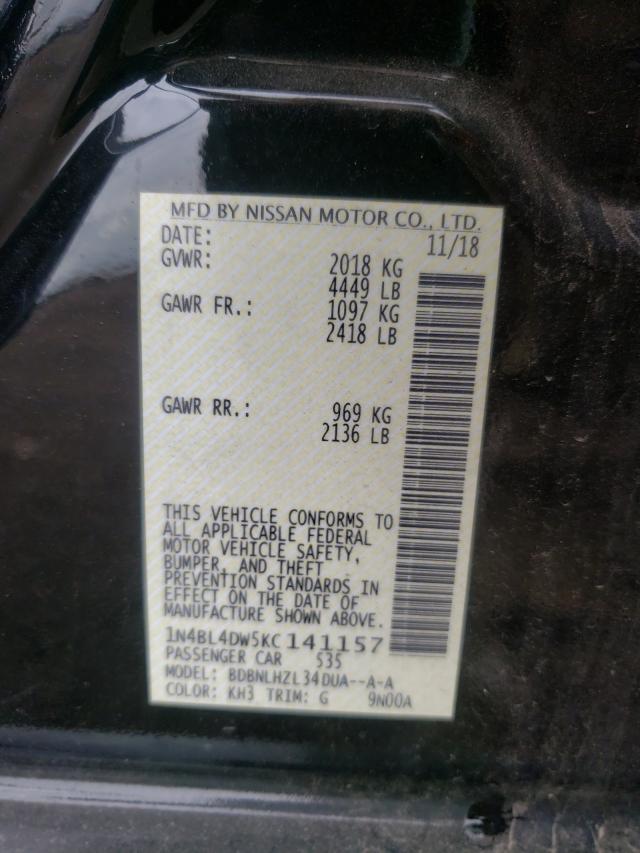 MFD BY NISSAN MOTOR CO., LTD.
DATE: 11/18
GVWR: 2018 KG
4449 LB
GAWR FR.: 1097 KG
2418 LB
GAWR RR.: 969 KG
2136 LB
THIS VEHICLE CONFORMS TO
ALL APPLICABLE FEDERAL
MOTOR VEHICLE SAFETY,
BUMPER, AND THEFT
PREVENTION STANDARDS IN
EFFECT ON THE DATE OF
MANUFACTURE SHOWN ABOVE.
1N4BL4DW5KC141157
PASSENGER CAR 535
MODEL: BDBNLHZL34DUA--A-A
COLOR: KH3 TRIM: G 9N00A